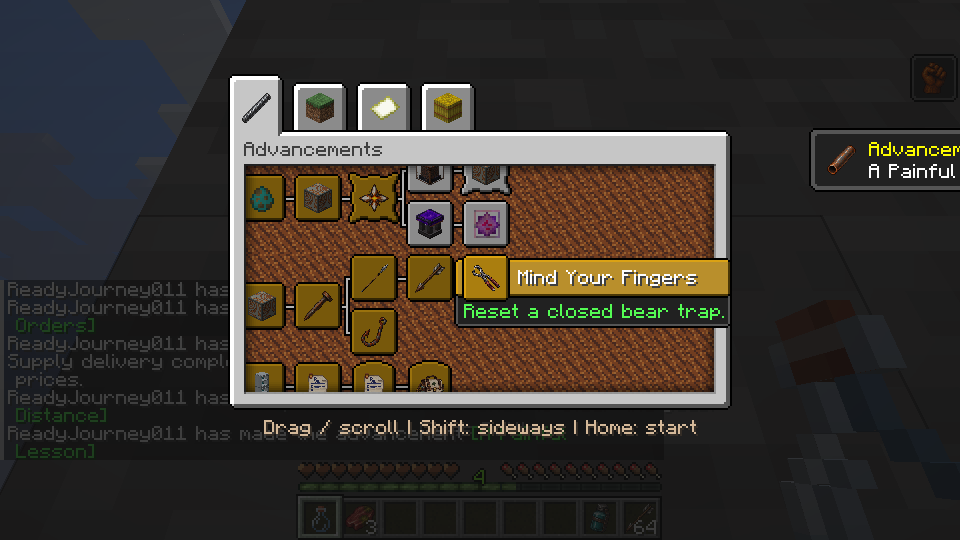 Advancements
Advancem
A Painful
Mind Your Fingers
Reset a closed bear trap.
ReadyJourney011 has
ReadyJourney011 has
Orders]
ReadyJourney011 has
Supply delivery compl
prices.
ReadyJourney011 has
Distance]
ReadyJourney011 has made the advancement
Lesson]
Drag / scroll | Shift: sideways | Home: start
4
3
64